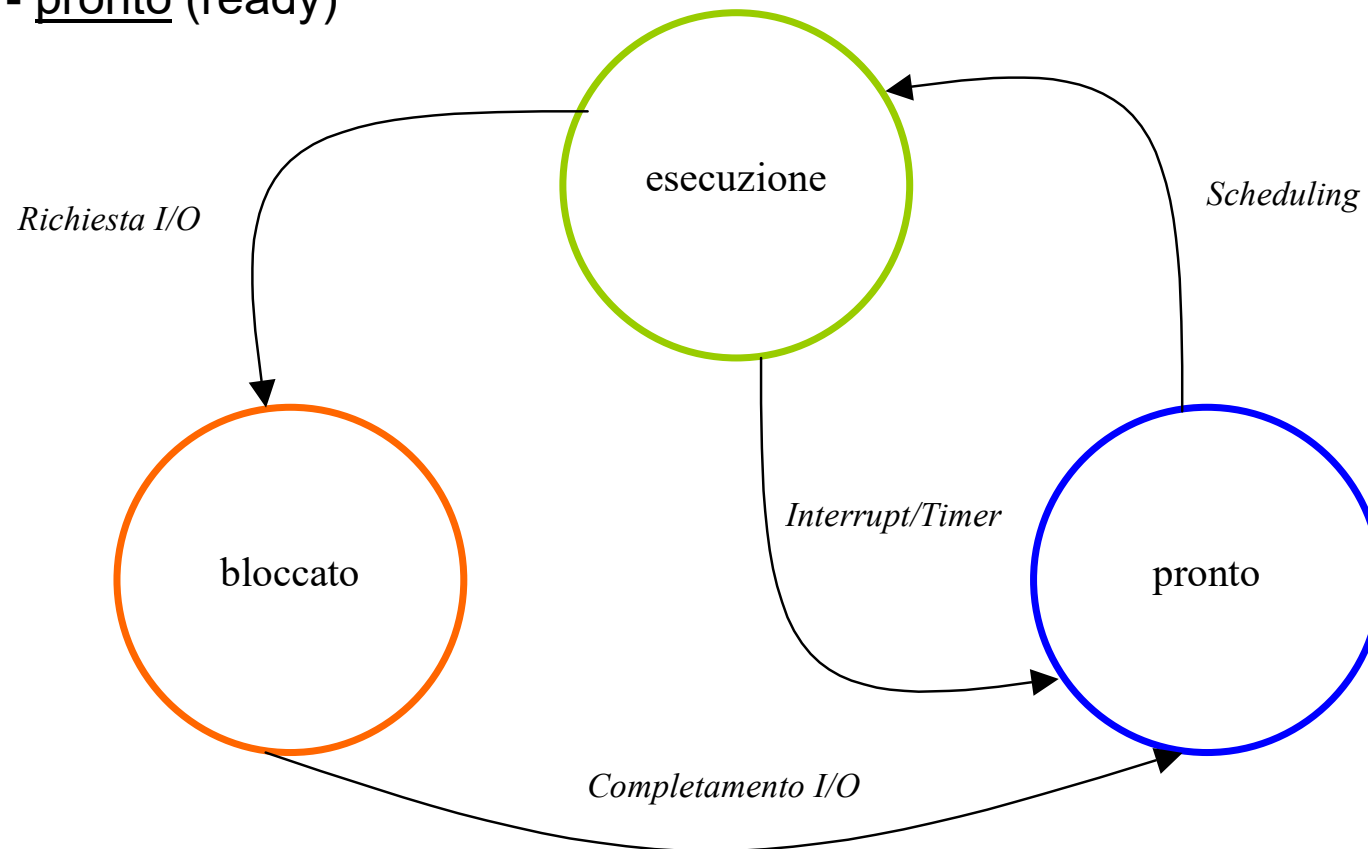 - pronto (ready)
esecuzione
Scheduling
Richiesta I/O
Interrupt/Timer
bloccato
pronto
Completamento I/O